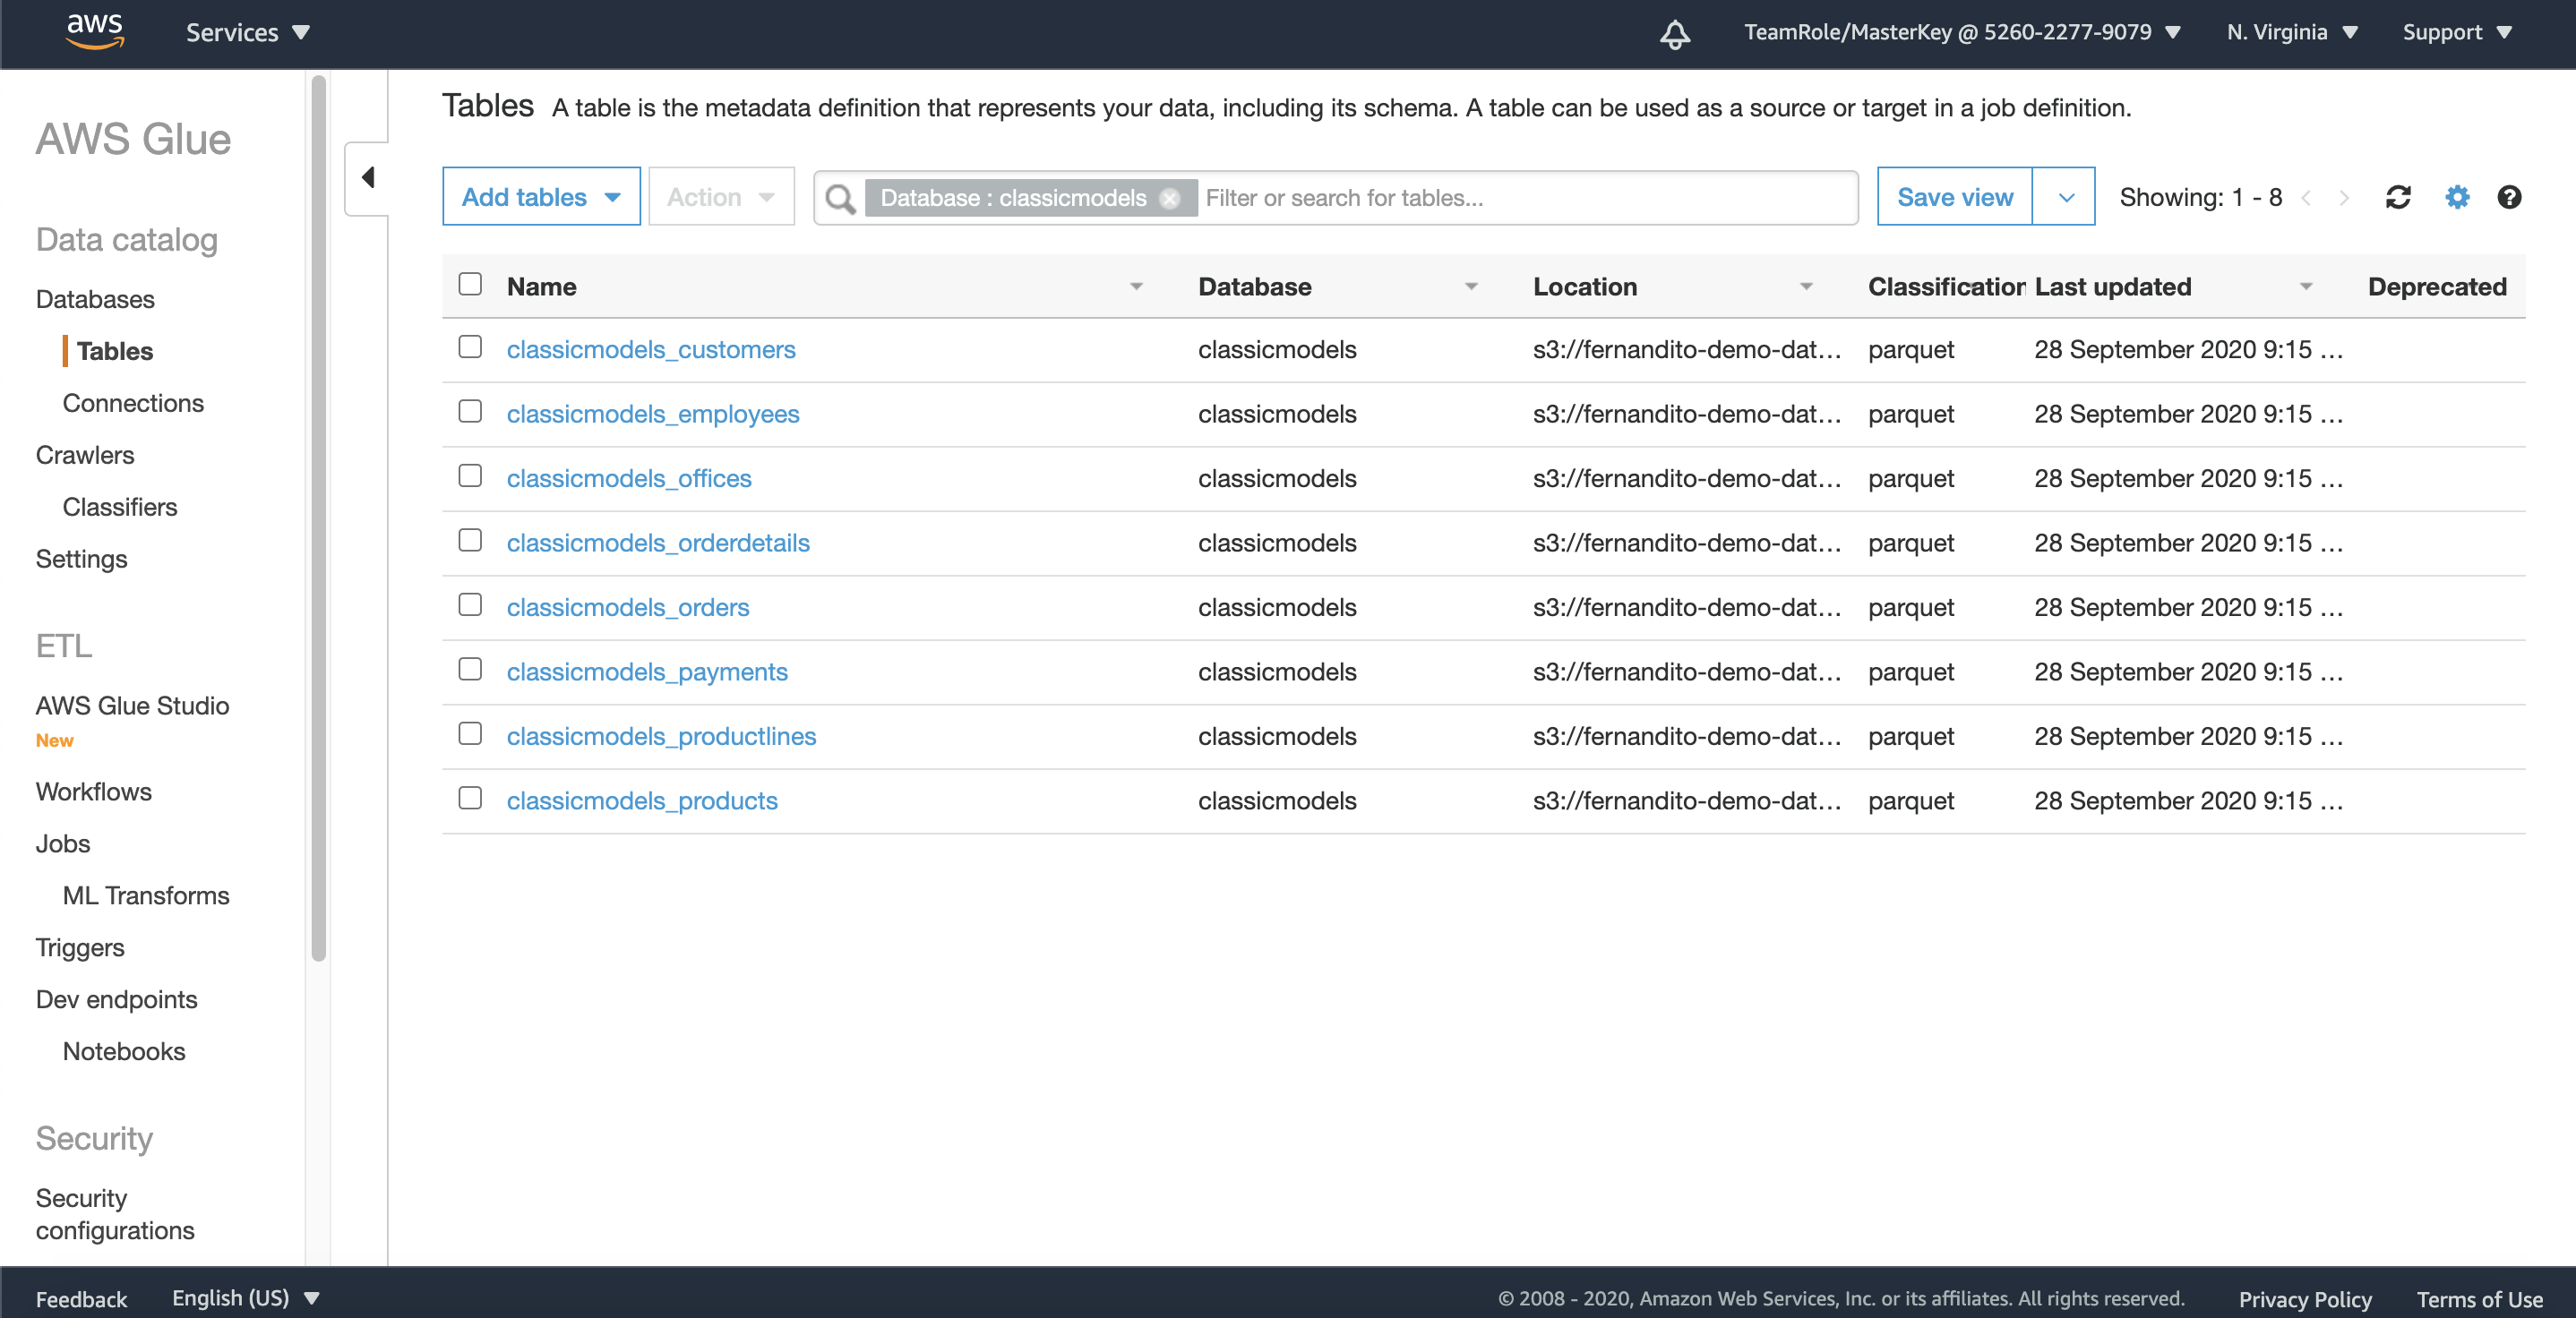 aws Services TeamRole/MasterKey @ 5260-2277-9079 N. Virginia Support
AWS Glue
Data catalog
Databases
Tables
Connections
Crawlers
Classifiers
Settings
ETL
AWS Glue Studio
New
Workflows
Jobs
ML Transforms
Triggers
Dev endpoints
Notebooks
Security
Security
configurations
Tables A table is the metadata definition that represents your data, including its schema. A table can be used as a source or target in a job definition.
Add tables Action Database : classicmodels Filter or search for tables... Save view Showing: 1 - 8
Name Database Location Classification Last updated Deprecated
classicmodels_customers classicmodels s3://fernandito-demo-dat... parquet 28 September 2020 9:15 ...
classicmodels_employees classicmodels s3://fernandito-demo-dat... parquet 28 September 2020 9:15 ...
classicmodels_offices classicmodels s3://fernandito-demo-dat... parquet 28 September 2020 9:15 ...
classicmodels_orderdetails classicmodels s3://fernandito-demo-dat... parquet 28 September 2020 9:15 ...
classicmodels_orders classicmodels s3://fernandito-demo-dat... parquet 28 September 2020 9:15 ...
classicmodels_payments classicmodels s3://fernandito-demo-dat... parquet 28 September 2020 9:15 ...
classicmodels_productlines classicmodels s3://fernandito-demo-dat... parquet 28 September 2020 9:15 ...
classicmodels_products classicmodels s3://fernandito-demo-dat... parquet 28 September 2020 9:15 ...
Feedback English (US) © 2008 - 2020, Amazon Web Services, Inc. or its affiliates. All rights reserved. Privacy Policy Terms of Use